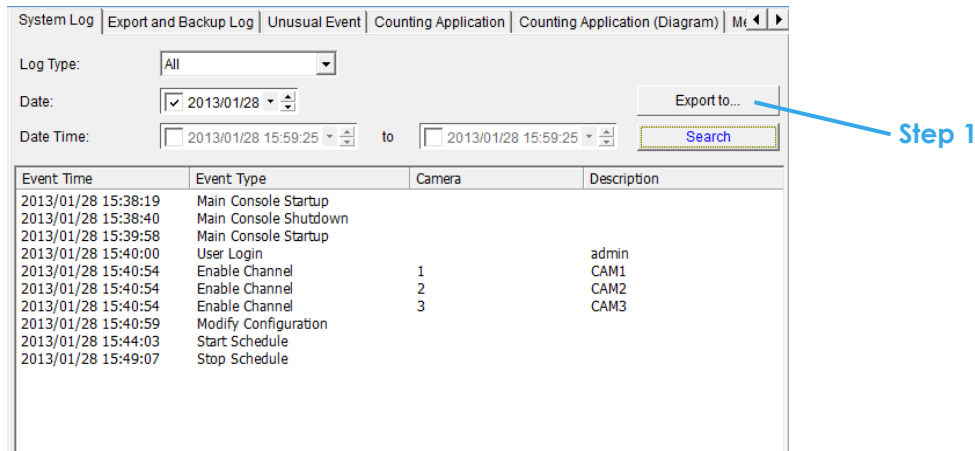 System Log Export and Backup Log Unusual Event Counting Application Counting Application (Diagram)
Log Type: All
Date: 2013/01/28 Export to...
Date Time: 2013/01/28 15:59:25 to 2013/01/28 15:59:25 Search
Step 1
Event Time Event Type Camera Description
2013/01/28 15:38:19 Main Console Startup
2013/01/28 15:38:40 Main Console Shutdown
2013/01/28 15:39:58 Main Console Startup
2013/01/28 15:40:00 User Login admin
2013/01/28 15:40:54 Enable Channel 1 CAM1
2013/01/28 15:40:54 Enable Channel 2 CAM2
2013/01/28 15:40:54 Enable Channel 3 CAM3
2013/01/28 15:40:59 Modify Configuration
2013/01/28 15:44:03 Start Schedule
2013/01/28 15:49:07 Stop Schedule